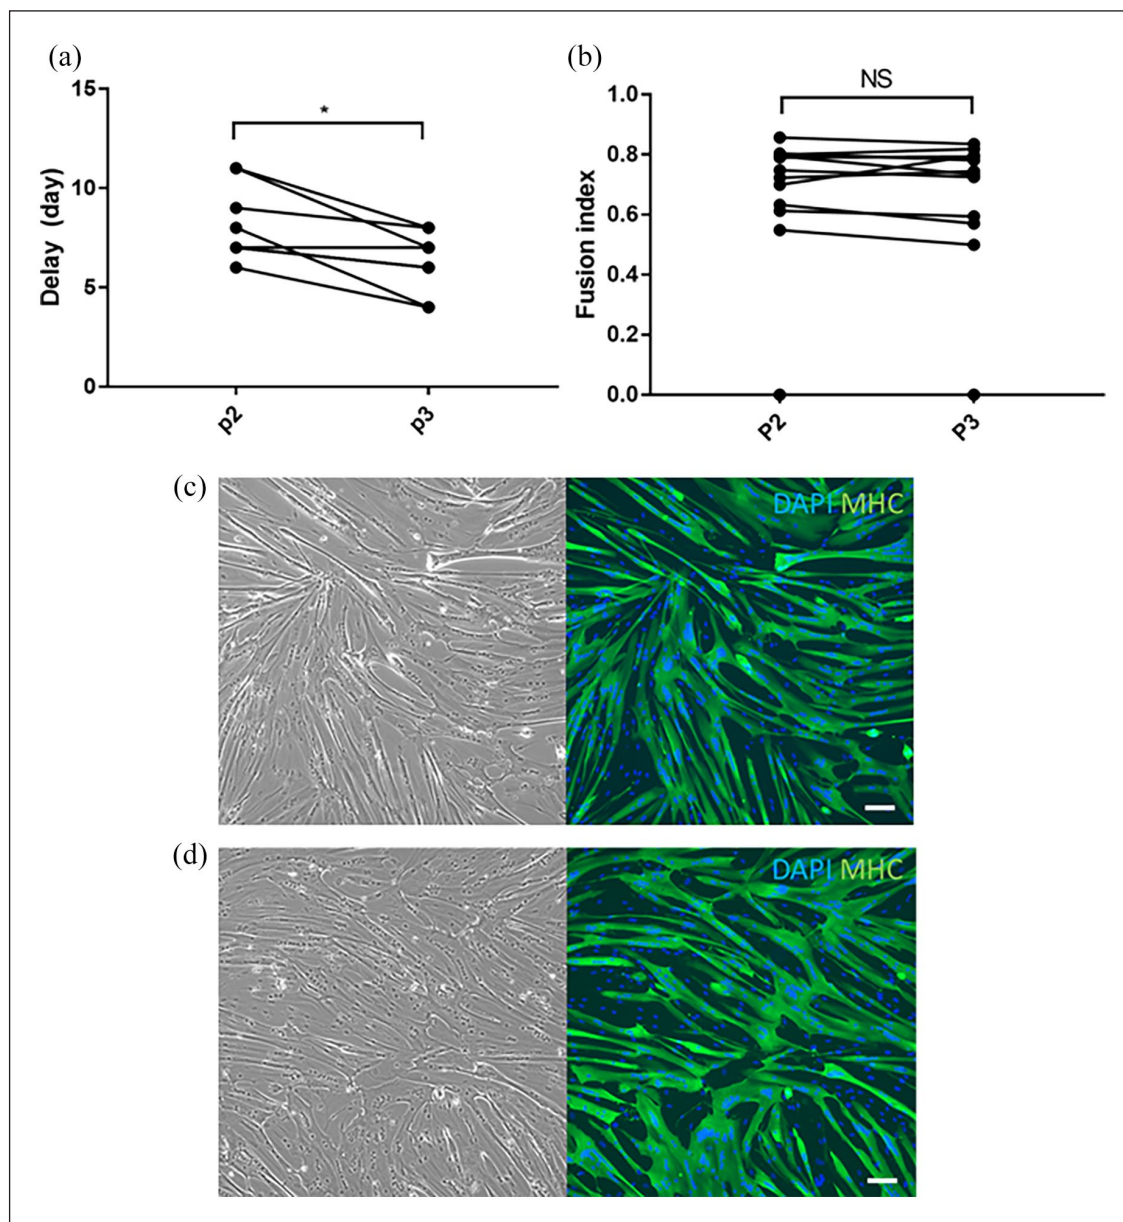 (a)
15
10
5
0
Delay (day)
*
p2
p3
(b)
1.0
0.8
0.6
0.4
0.2
0.0
Fusion index
NS
P2
P3
(c)
DAPI MHC
(d)
DAPI MHC